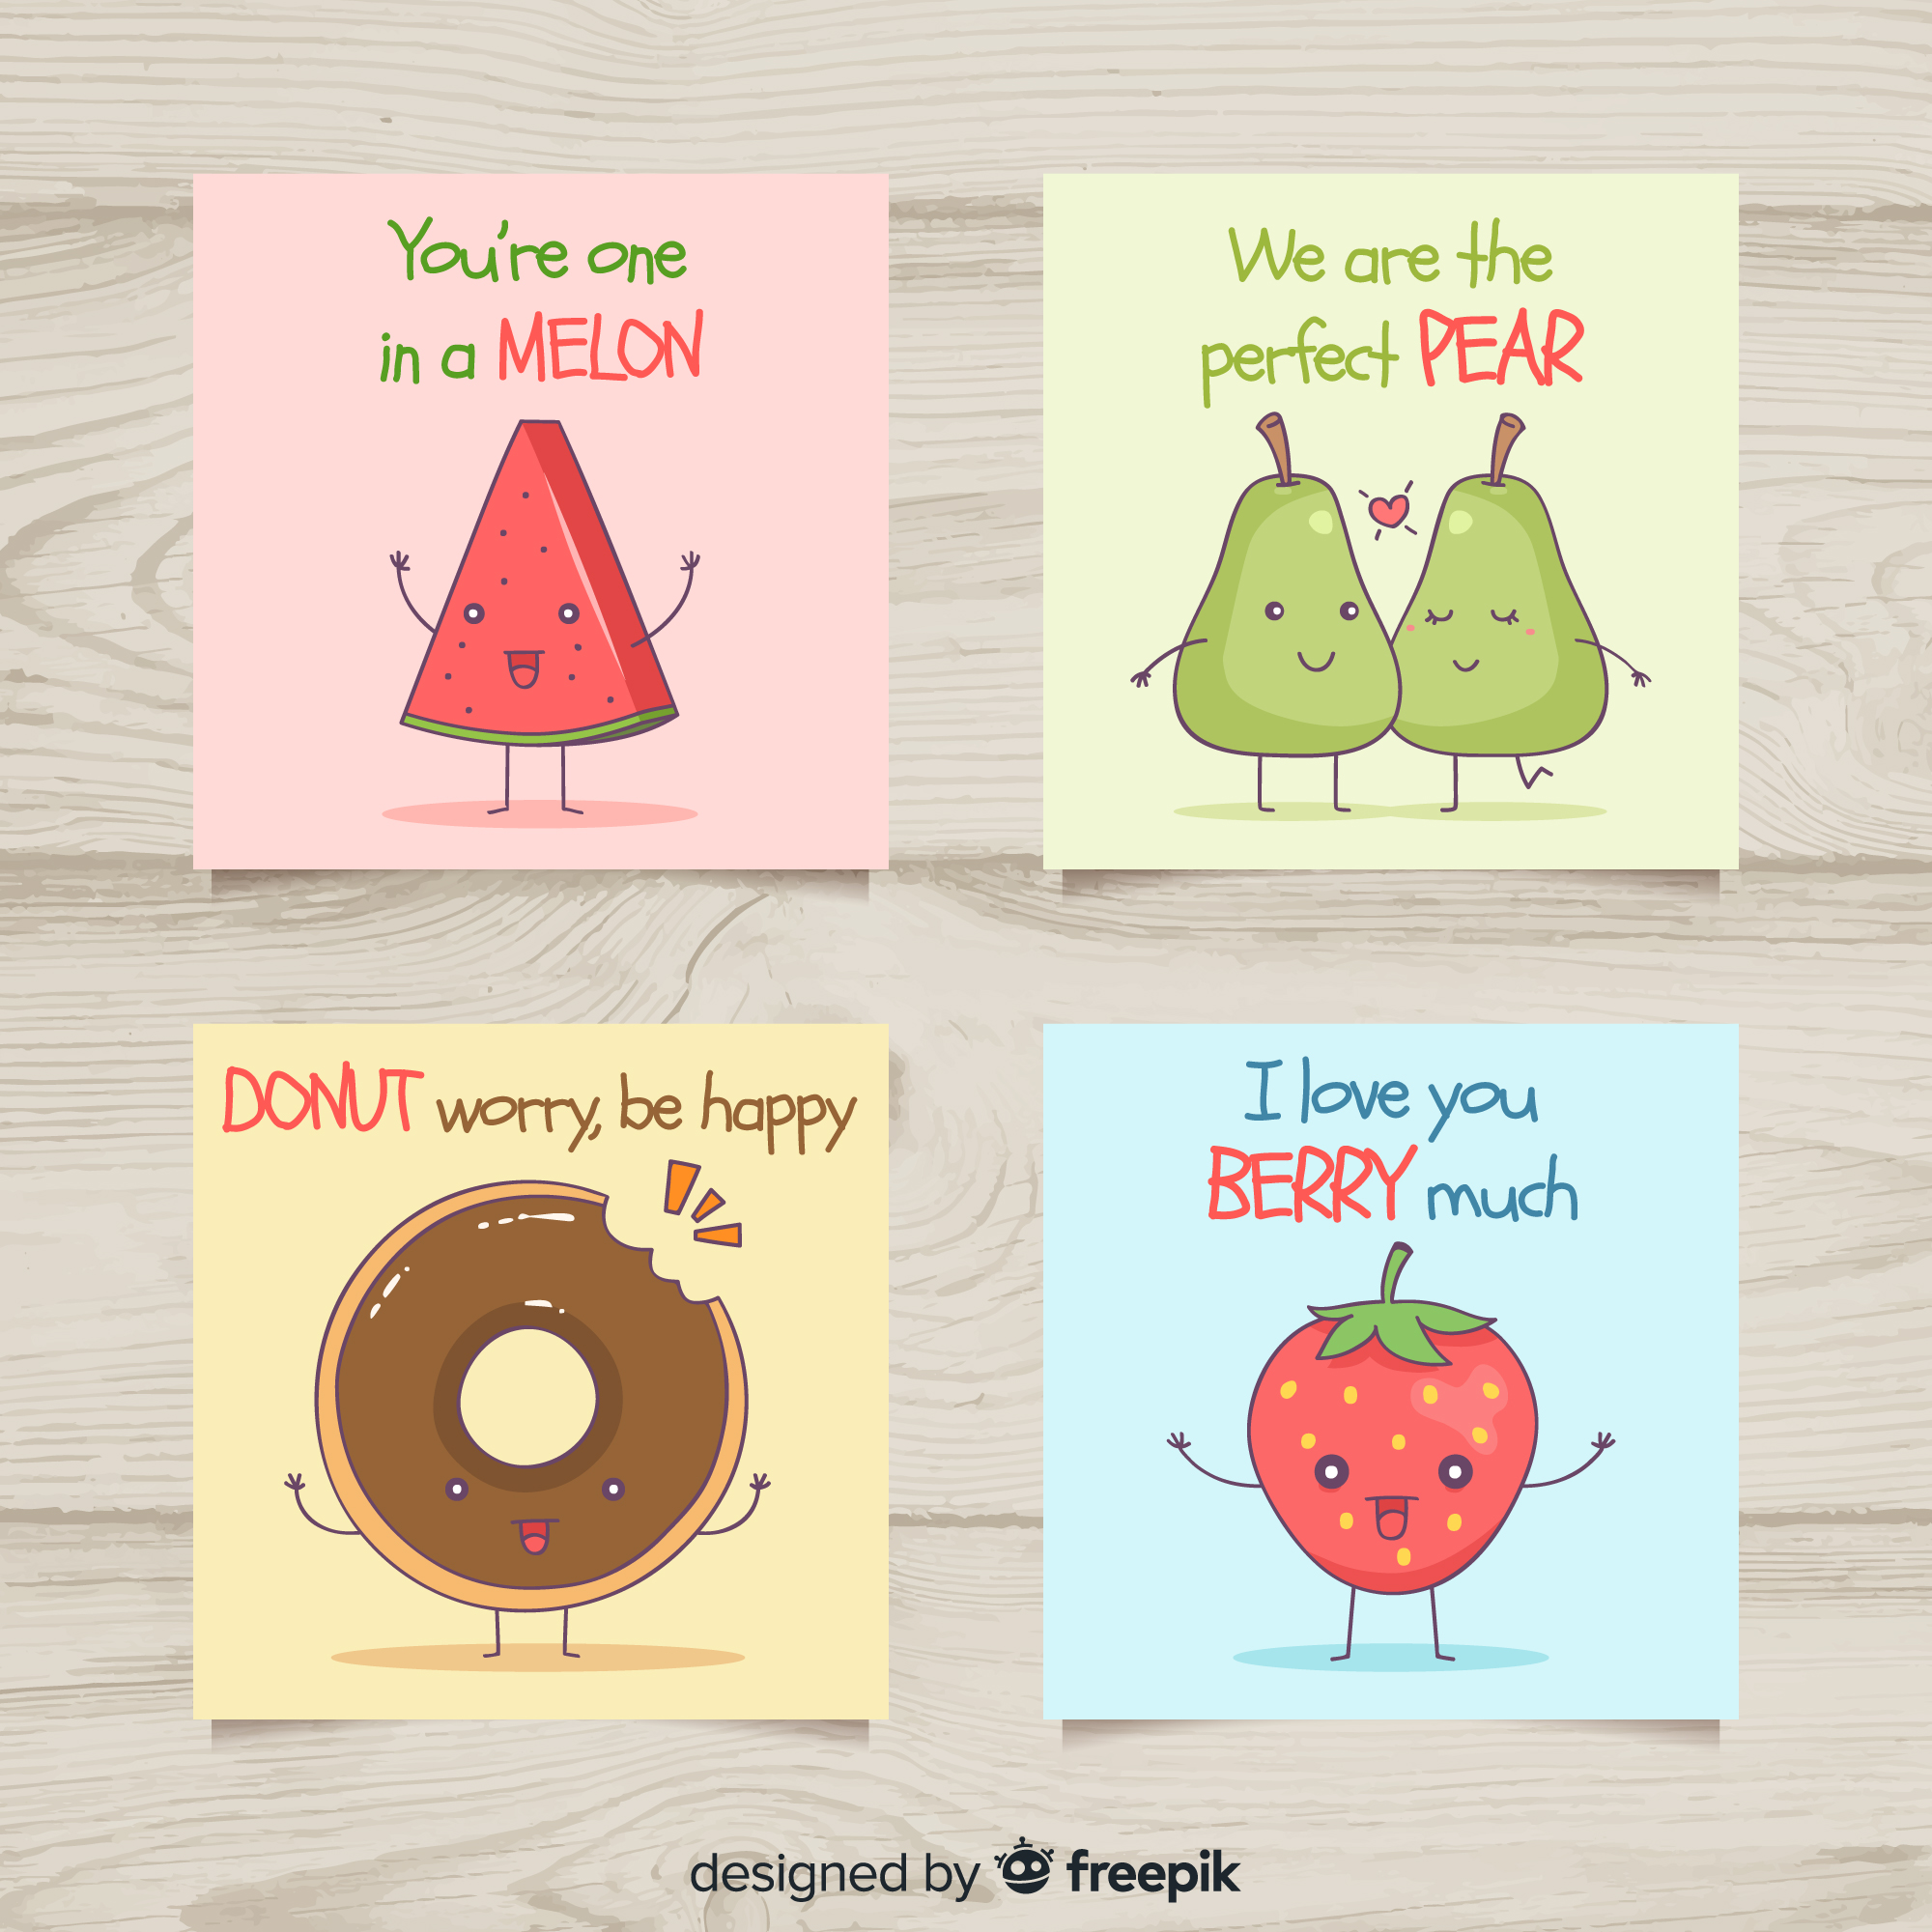 You're one
in a MELON
We are the
perfect PEAR
DONUT worry, be happy
I love you
BERRY much
designed by freepik